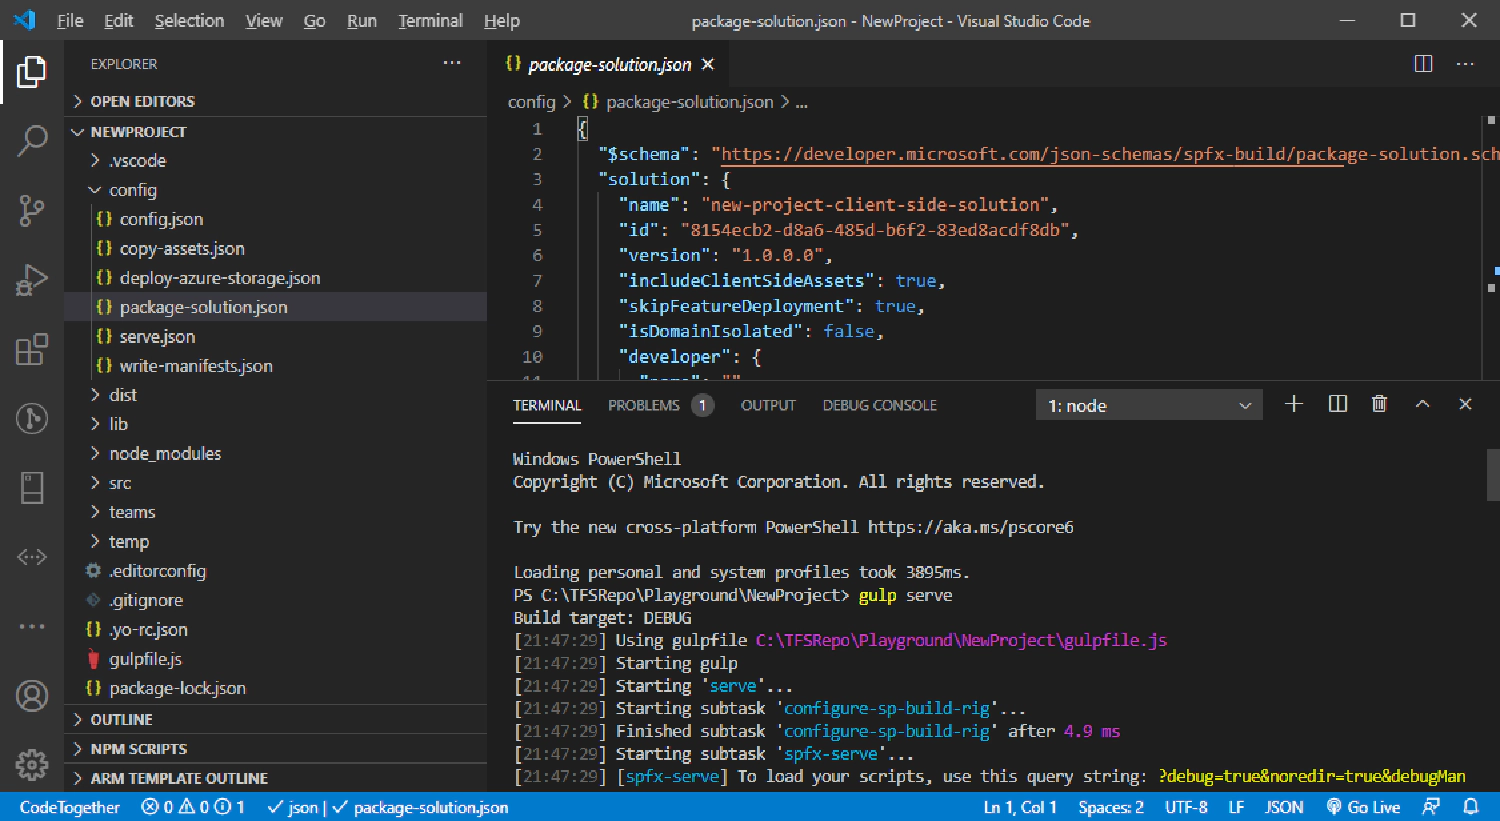 File Edit Selection View Go Run Terminal Help
package-solution.json - NewProject - Visual Studio Code
EXPLORER
OPEN EDITORS
NEWPROJECT
.vscode
config
{} config.json
{} copy-assets.json
{} deploy-azure-storage.json
{} package-solution.json
{} serve.json
{} write-manifests.json
dist
lib
node_modules
src
teams
temp
.editorconfig
.gitignore
{} .yo-rc.json
gulpfile.js
{} package-lock.json
OUTLINE
NPM SCRIPTS
ARM TEMPLATE OUTLINE
{} package-solution.json
config > {} package-solution.json > ...
1 {
2 "$schema": "https://developer.microsoft.com/json-schemas/spfx-build/package-solution.sch
3 "solution": {
4 "name": "new-project-client-side-solution",
5 "id": "8154ecb2-d8a6-485d-b6f2-83ed8acdf8db",
6 "version": "1.0.0.0",
7 "includeClientSideAssets": true,
8 "skipFeatureDeployment": true,
9 "isDomainIsolated": false,
10 "developer": {
11 "name": ""
TERMINAL PROBLEMS 1 OUTPUT DEBUG CONSOLE 1: node
Windows PowerShell
Copyright (C) Microsoft Corporation. All rights reserved.
Try the new cross-platform PowerShell https://aka.ms/pscore6
Loading personal and system profiles took 3895ms.
PS C:\TFSRepo\Playground\NewProject> gulp serve
Build target: DEBUG
[21:47:29] Using gulpfile C:\TFSRepo\Playground\NewProject\gulpfile.js
[21:47:29] Starting gulp
[21:47:29] Starting 'serve'...
[21:47:29] Starting subtask 'configure-sp-build-rig'...
[21:47:29] Finished subtask 'configure-sp-build-rig' after 4.9 ms
[21:47:29] Starting subtask 'spfx-serve'...
[21:47:29] [spfx-serve] To load your scripts, use this query string: ?debug=true&noredir=true&debugMan
CodeTogether 0 0 1 json | package-solution.json Ln 1, Col 1 Spaces: 2 UTF-8 LF JSON Go Live